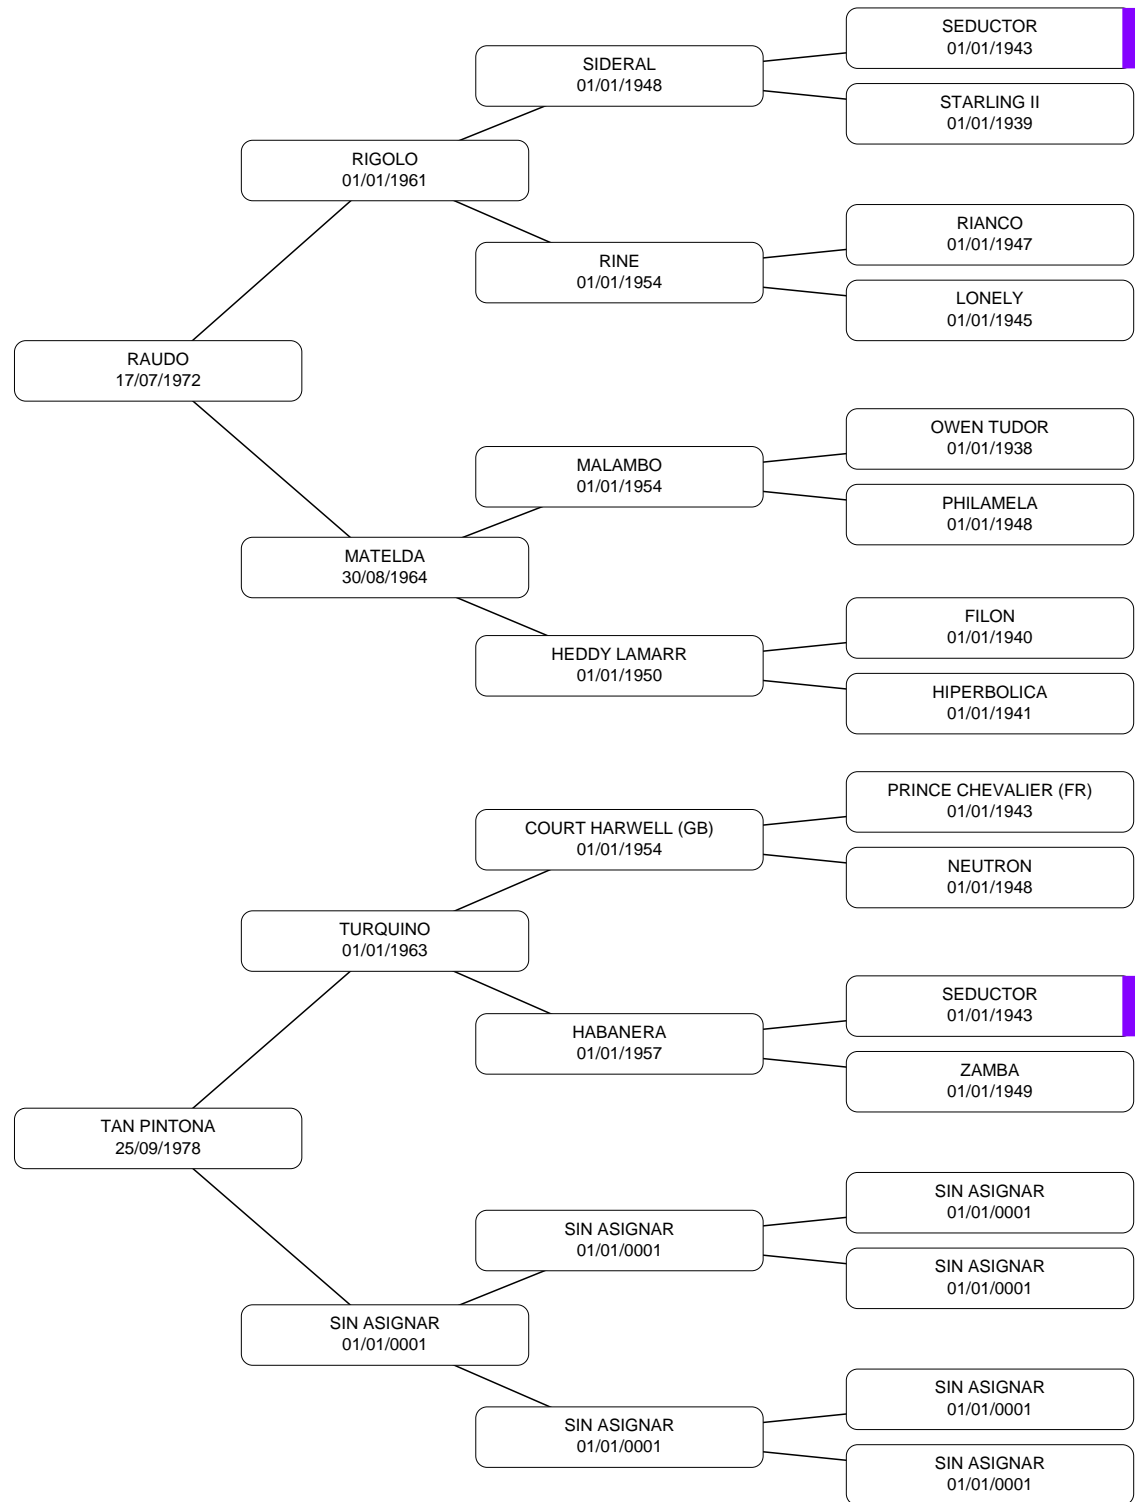 SEDUCTOR
01/01/1943
SIDERAL
01/01/1948
STARLING II
01/01/1939
RIGOLO
01/01/1961
RIANCO
01/01/1947
RINE
01/01/1954
LONELY
01/01/1945
RAUDO
17/07/1972
OWEN TUDOR
01/01/1938
MALAMBO
01/01/1954
PHILAMELA
01/01/1948
MATELDA
30/08/1964
FILON
01/01/1940
HEDDY LAMARR
01/01/1950
HIPERBOLICA
01/01/1941
PRINCE CHEVALIER (FR)
01/01/1943
COURT HARWELL (GB)
01/01/1954
NEUTRON
01/01/1948
TURQUINO
01/01/1963
SEDUCTOR
01/01/1943
HABANERA
01/01/1957
ZAMBA
01/01/1949
TAN PINTONA
25/09/1978
SIN ASIGNAR
01/01/0001
SIN ASIGNAR
01/01/0001
SIN ASIGNAR
01/01/0001
SIN ASIGNAR
01/01/0001
SIN ASIGNAR
01/01/0001
SIN ASIGNAR
01/01/0001
SIN ASIGNAR
01/01/0001